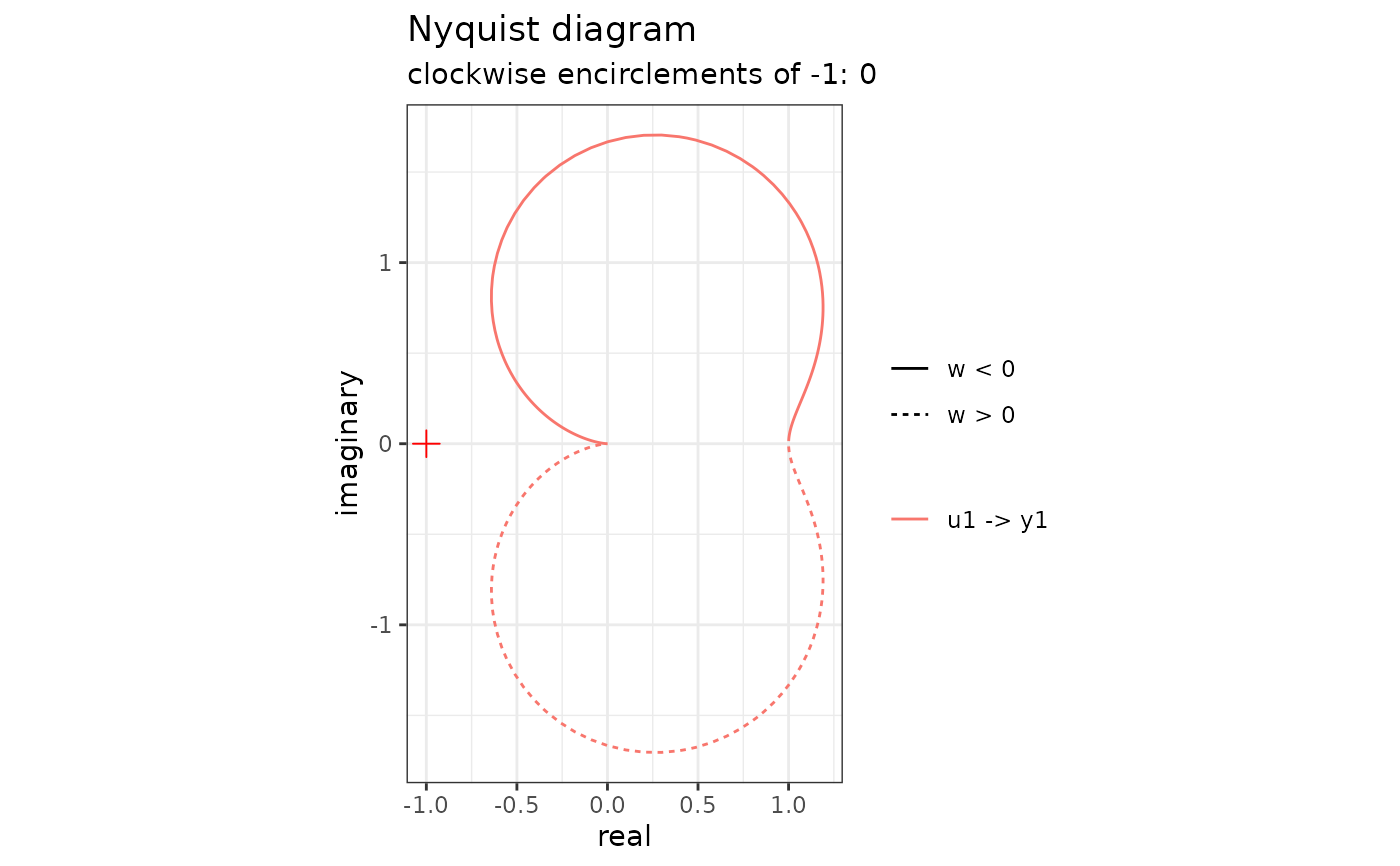 Nyquist diagram
clockwise encirclements of -1: 0
imaginary
1
0
-1
-1.0 -0.5 0.0 0.5 1.0
real
w < 0
w > 0
u1 -> y1